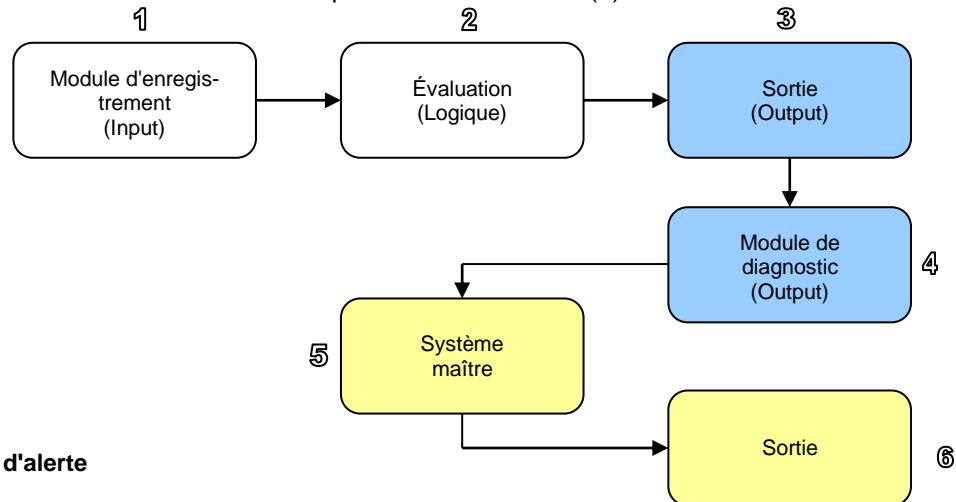 1
2
3
Module d'enregis-
trement
(Input)
Évaluation
(Logique)
Sortie
(Output)
Module de
diagnostic
(Output)
4
5
Système
maître
Sortie
6
d'alerte